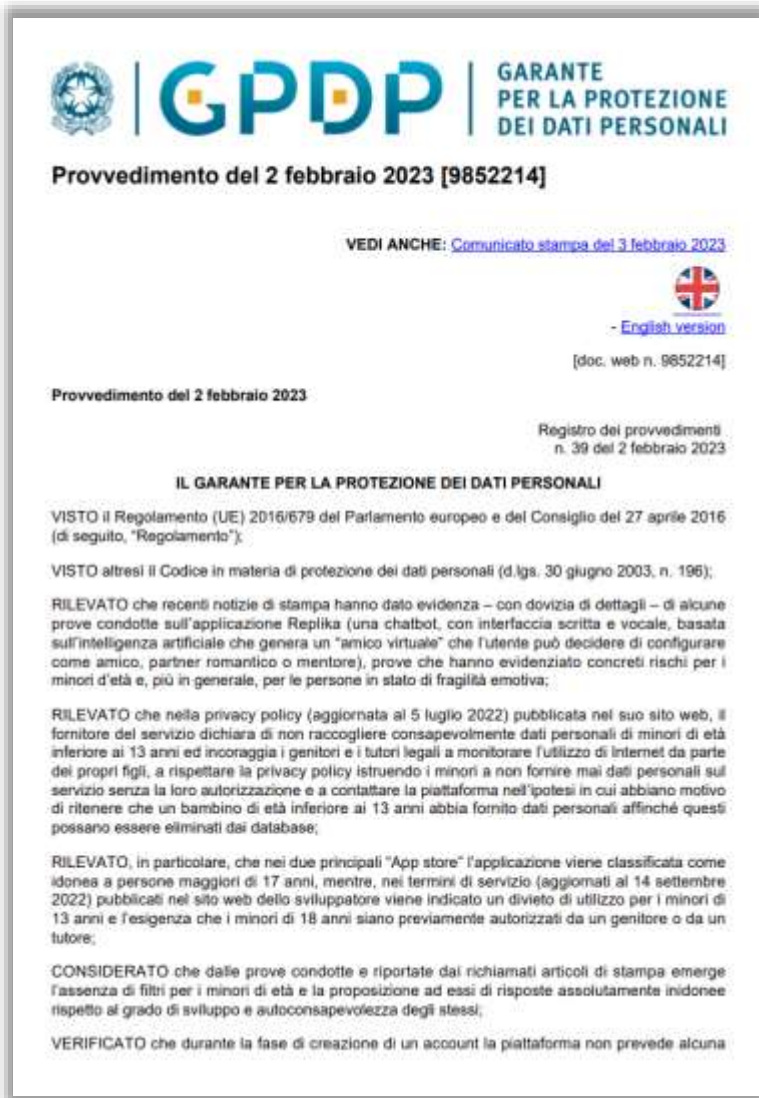 GPDP
GARANTE
PER LA PROTEZIONE
DEI DATI PERSONALI
Provvedimento del 2 febbraio 2023 [9852214]
VEDI ANCHE: Comunicato stampa del 3 febbraio 2023
- English version
[doc. web n. 9852214]
Provvedimento del 2 febbraio 2023
Registro dei provvedimenti
n. 39 del 2 febbraio 2023
IL GARANTE PER LA PROTEZIONE DEI DATI PERSONALI
VISTO il Regolamento (UE) 2016/679 del Parlamento europeo e del Consiglio del 27 aprile 2016
(di seguito, “Regolamento”);
VISTO altresì il Codice in materia di protezione dei dati personali (d.lgs. 30 giugno 2003, n. 196);
RILEVATO che recenti notizie di stampa hanno dato evidenza – con dovizia di dettagli – di alcune
prove condotte sull’applicazione Replika (una chatbot, con interfaccia scritta e vocale, basata
sull’intelligenza artificiale che genera un “amico virtuale” che l’utente può decidere di configurare
come amico, partner romantico o mentore), prove che hanno evidenziato concreti rischi per i
minori d’età e, più in generale, per le persone in stato di fragilità emotiva;
RILEVATO che nella privacy policy (aggiornata al 5 luglio 2022) pubblicata nel suo sito web, il
fornitore del servizio dichiara di non raccogliere consapevolmente dati personali di minori di età
inferiore ai 13 anni ed incoraggia i genitori e i tutori legali a monitorare l’utilizzo di Internet da parte
dei propri figli, a rispettare la privacy policy istruendo i minori a non fornire mai dati personali sul
servizio senza la loro autorizzazione e a contattare la piattaforma nell’ipotesi in cui abbiano motivo
di ritenere che un bambino di età inferiore ai 13 anni abbia fornito dati personali affinché questi
possano essere eliminati dai database;
RILEVATO, in particolare, che nei due principali “App store” l’applicazione viene classificata come
idonea a persone maggiori di 17 anni, mentre, nei termini di servizio (aggiornati al 14 settembre
2022) pubblicati nel sito web dello sviluppatore viene indicato un divieto di utilizzo per i minori di
13 anni e l’esigenza che i minori di 18 anni siano previamente autorizzati da un genitore o da un
tutore;
CONSIDERATO che dalle prove condotte e riportate dai richiamati articoli di stampa emerge
l’assenza di filtri per i minori di età e la proposizione ad essi di risposte assolutamente inidonee
rispetto al grado di sviluppo e autoconsapevolezza degli stessi;
VERIFICATO che durante la fase di creazione di un account la piattaforma non prevede alcuna